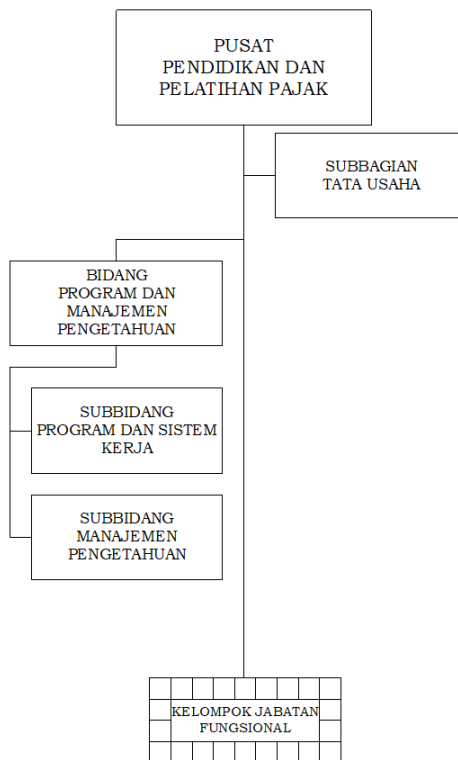 PUSAT
PENDIDIKAN DAN
PELATIHAN PAJAK
SUBBAGIAN
TATA USAHA
BIDANG
PROGRAM DAN
MANAJEMEN
PENGETAHUAN
SUBBIDANG
PROGRAM DAN SISTEM
KERJA
SUBBIDANG
MANAJEMEN
PENGETAHUAN
KELOMPOK JABATAN
FUNGSIONAL